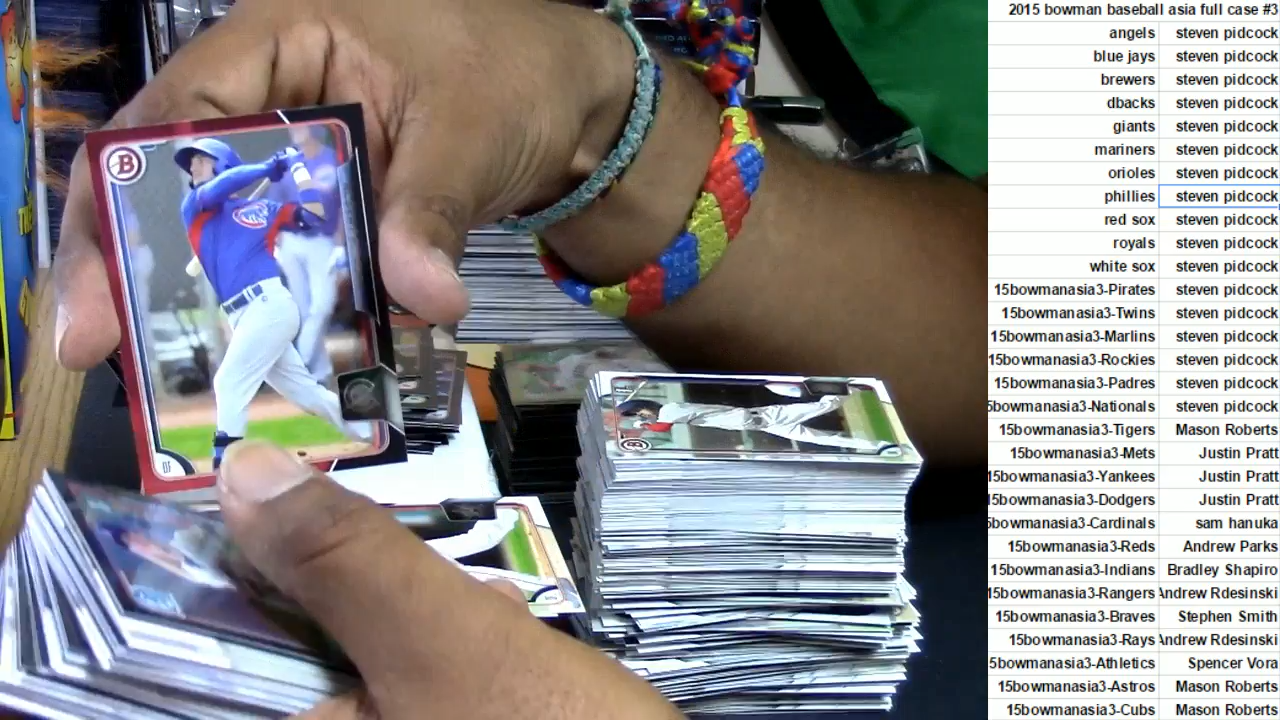 2015 bowman baseball asia full case #3
angels steven pidcock
blue jays steven pidcock
brewers steven pidcock
dbacks steven pidcock
giants steven pidcock
mariners steven pidcock
orioles steven pidcock
phillies steven pidcock
red sox steven pidcock
royals steven pidcock
white sox steven pidcock
15bowmanasia3-Pirates steven pidcock
15bowmanasia3-Twins steven pidcock
15bowmanasia3-Marlins steven pidcock
15bowmanasia3-Rockies steven pidcock
15bowmanasia3-Padres steven pidcock
5bowmanasia3-Nationals steven pidcock
15bowmanasia3-Tigers Mason Roberts
15bowmanasia3-Mets Justin Pratt
15bowmanasia3-Yankees Justin Pratt
15bowmanasia3-Dodgers Justin Pratt
5bowmanasia3-Cardinals sam hanuka
15bowmanasia3-Reds Andrew Parks
15bowmanasia3-Indians Bradley Shapiro
15bowmanasia3-Rangers Andrew Rdesinski
15bowmanasia3-Braves Stephen Smith
15bowmanasia3-Rays Andrew Rdesinski
5bowmanasia3-Athletics Spencer Vora
15bowmanasia3-Astros Mason Roberts
15bowmanasia3-Cubs Mason Roberts
B
CUBS
OF
B